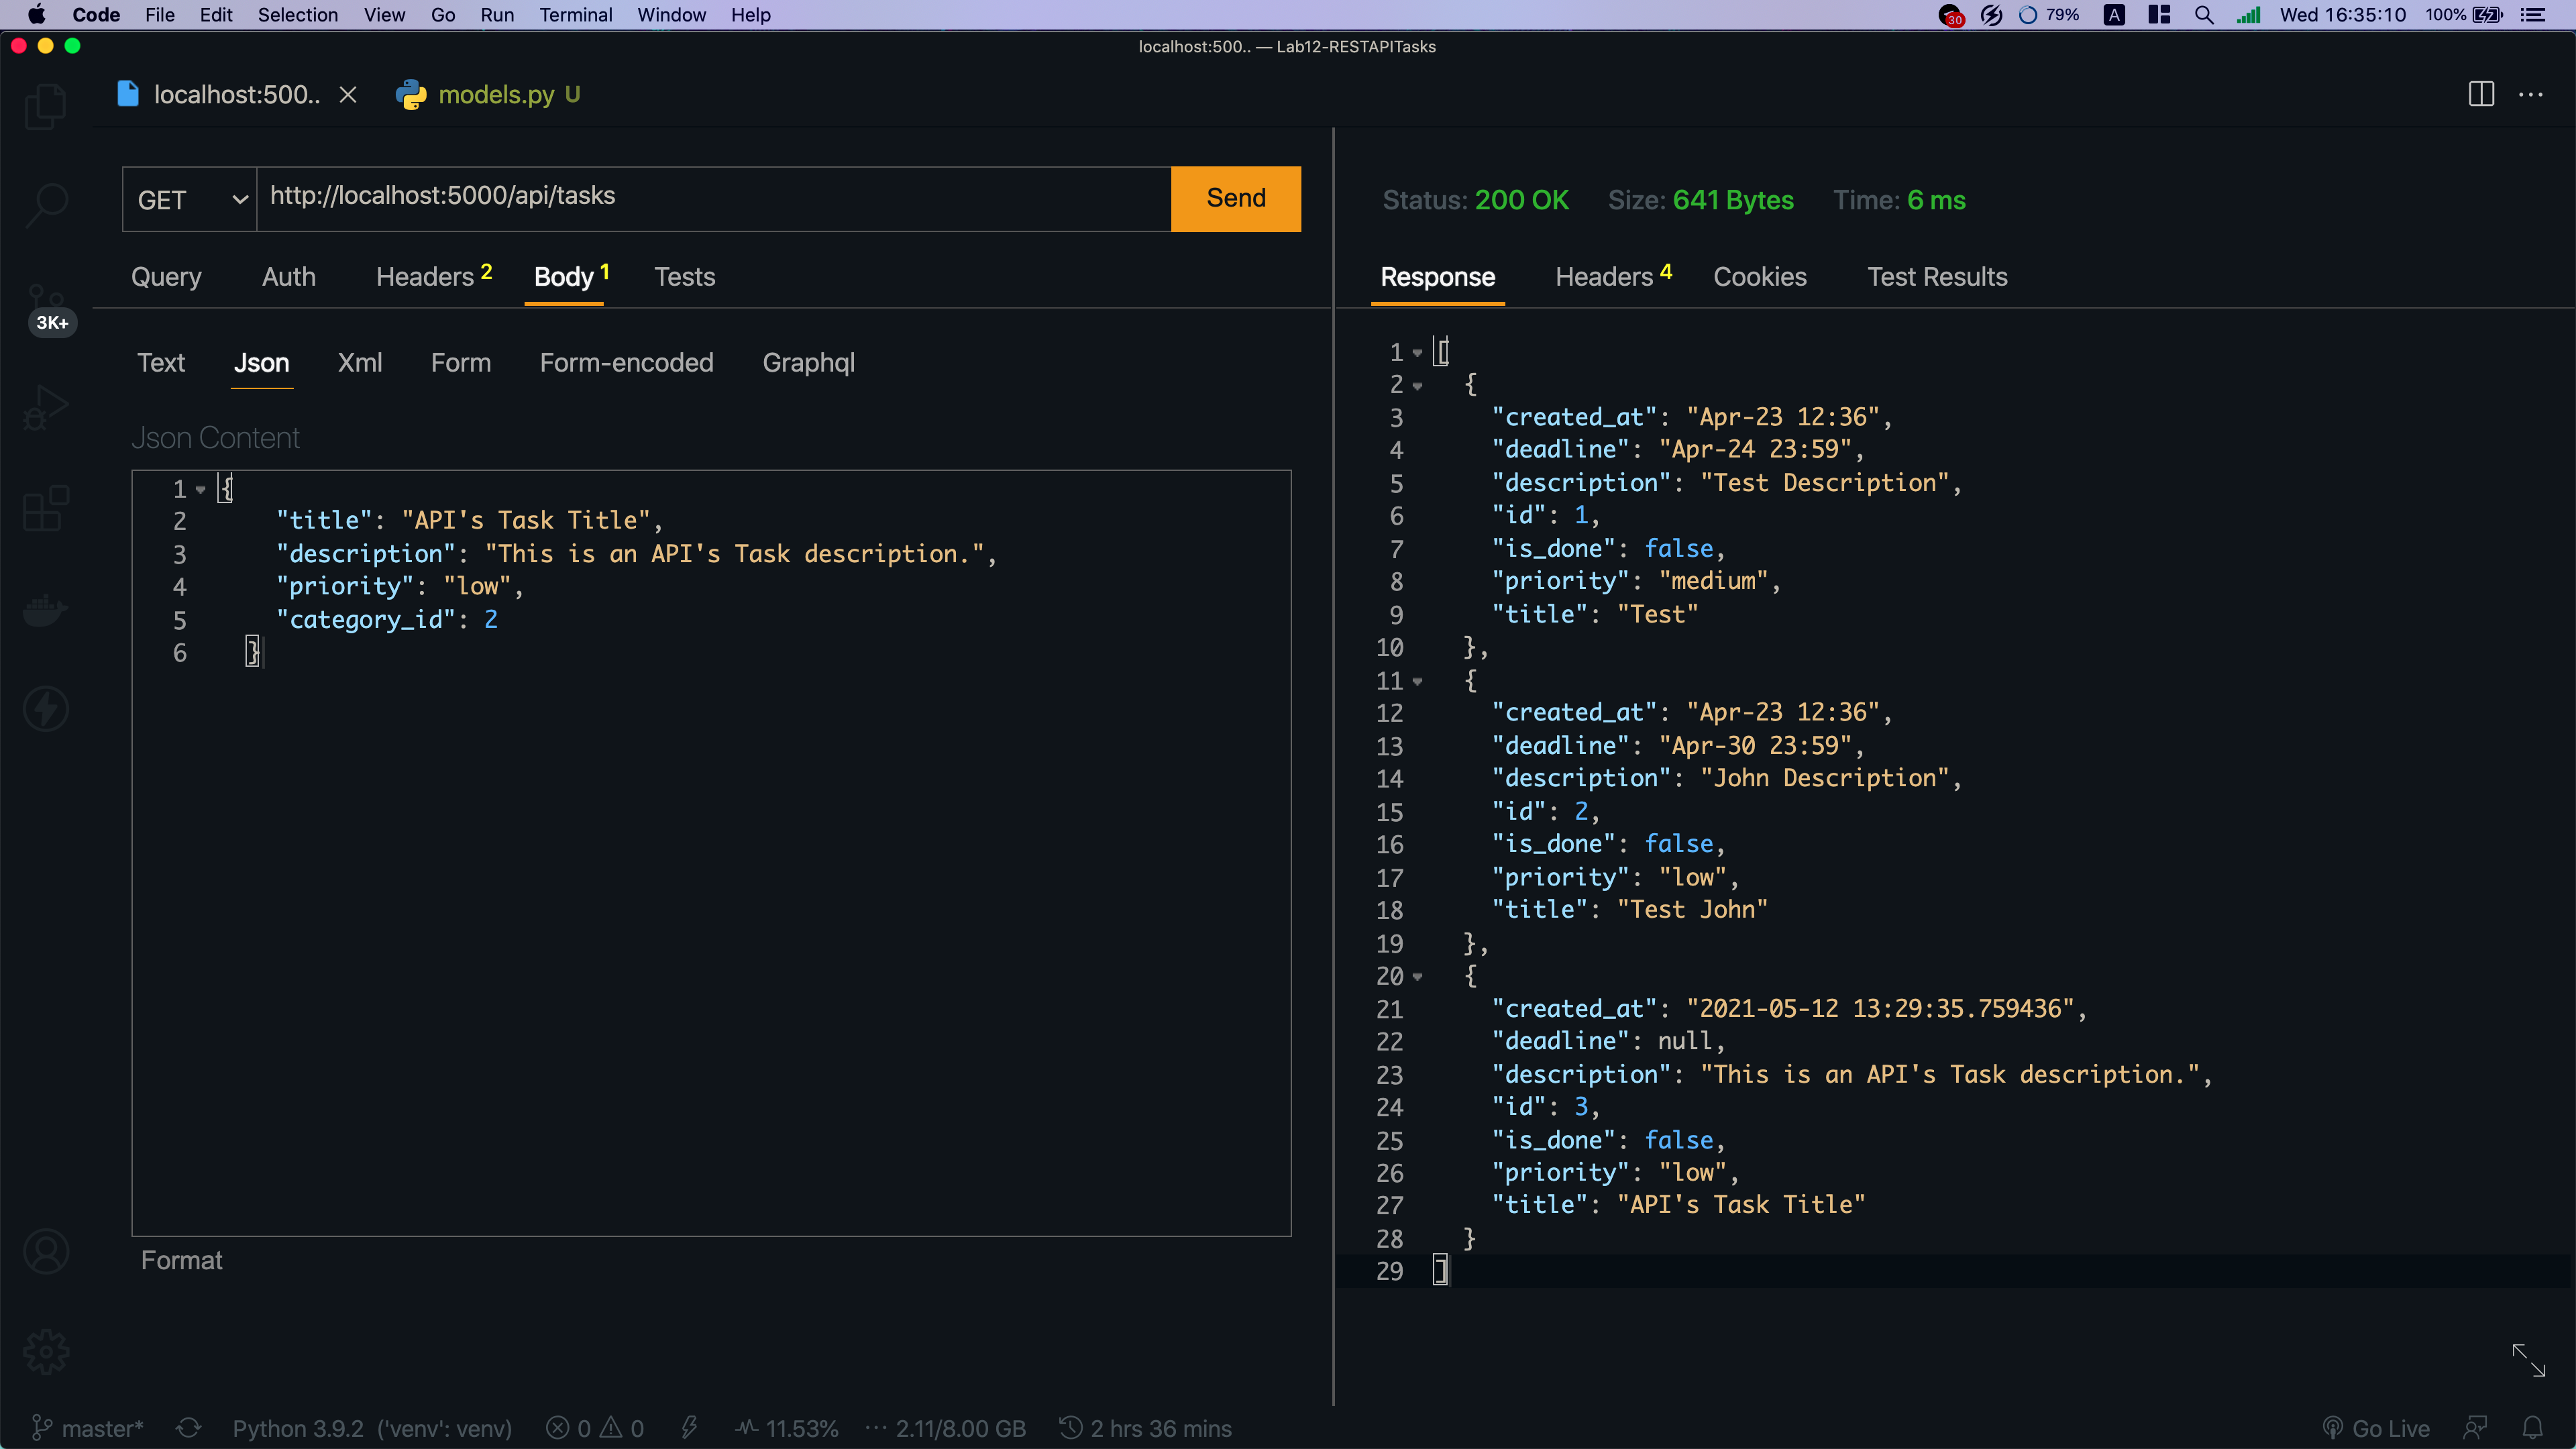 Code File Edit Selection View Go Run Terminal Window Help 30 79% A Wed 16:35:10 100%
localhost:500.. — Lab12-RESTAPITasks
localhost:500.. models.py U
GET http://localhost:5000/api/tasks Send
Query Auth Headers 2 Body 1 Tests
3K+
Text Json Xml Form Form-encoded Graphql
Json Content
1 {
2 "title": "API's Task Title",
3 "description": "This is an API's Task description.",
4 "priority": "low",
5 "category_id": 2
6 }
Format
Status: 200 OK Size: 641 Bytes Time: 6 ms
Response Headers 4 Cookies Test Results
1 [
2 {
3 "created_at": "Apr-23 12:36",
4 "deadline": "Apr-24 23:59",
5 "description": "Test Description",
6 "id": 1,
7 "is_done": false,
8 "priority": "medium",
9 "title": "Test"
10 },
11 {
12 "created_at": "Apr-23 12:36",
13 "deadline": "Apr-30 23:59",
14 "description": "John Description",
15 "id": 2,
16 "is_done": false,
17 "priority": "low",
18 "title": "Test John"
19 },
20 {
21 "created_at": "2021-05-12 13:29:35.759436",
22 "deadline": null,
23 "description": "This is an API's Task description.",
24 "id": 3,
25 "is_done": false,
26 "priority": "low",
27 "title": "API's Task Title"
28 }
29 ]
master* Python 3.9.2 ('venv': venv) 0 0 11.53% ··· 2.11/8.00 GB 2 hrs 36 mins Go Live